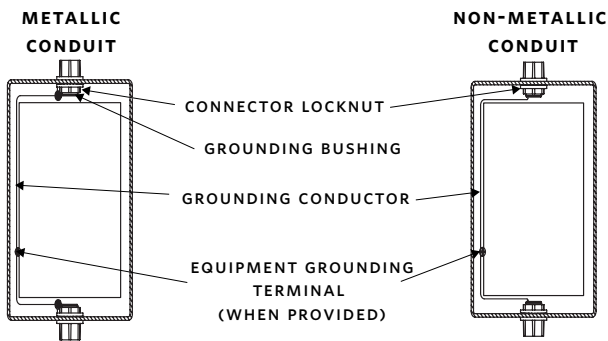 METALLIC
CONDUIT
NON-METALLIC
CONDUIT
CONNECTOR LOCKNUT
GROUNDING BUSHING
GROUNDING CONDUCTOR
EQUIPMENT GROUNDING
TERMINAL
(WHEN PROVIDED)